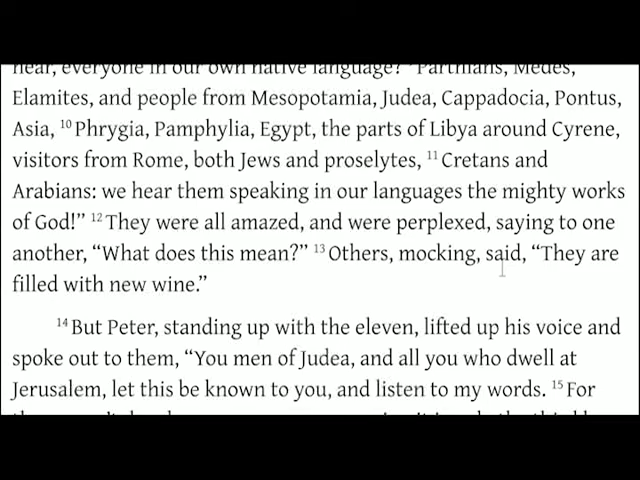 hear, everyone in our own native language? Parthians, Medes,
Elamites, and people from Mesopotamia, Judea, Cappadocia, Pontus,
Asia, 10 Phrygia, Pamphylia, Egypt, the parts of Libya around Cyrene,
visitors from Rome, both Jews and proselytes, 11 Cretans and
Arabians: we hear them speaking in our languages the mighty works
of God!” 12 They were all amazed, and were perplexed, saying to one
another, “What does this mean?” 13 Others, mocking, said, “They are
filled with new wine.”
14 But Peter, standing up with the eleven, lifted up his voice and
spoke out to them, “You men of Judea, and all you who dwell at
Jerusalem, let this be known to you, and listen to my words. 15 For